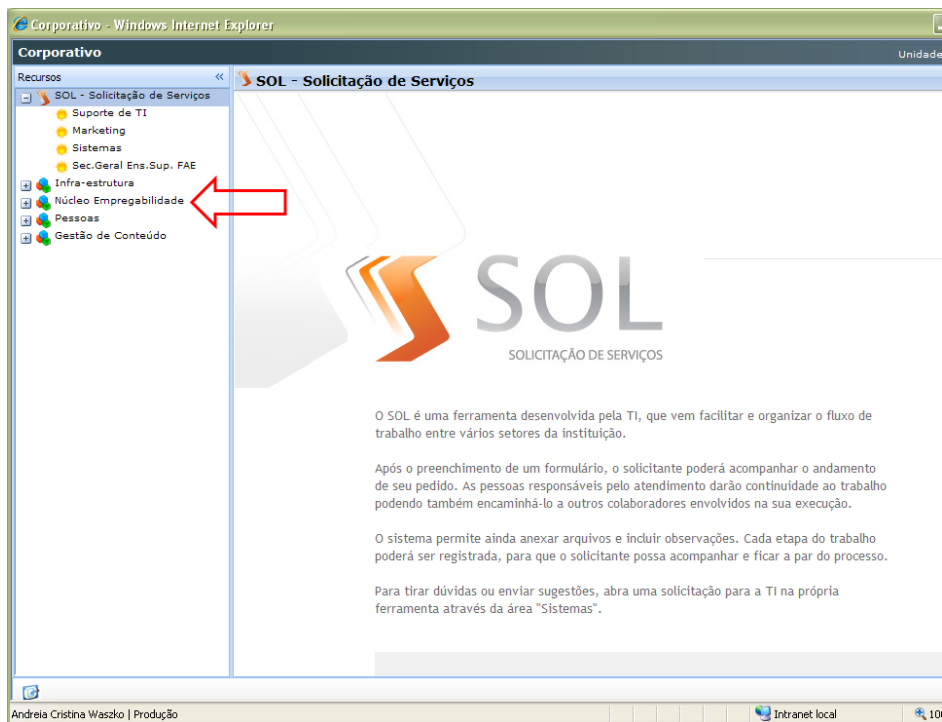 Corporativo - Windows Internet Explorer
Corporativo
Unidade
Recursos
SOL - Solicitação de Serviços
Suporte de TI
Marketing
Sistemas
Sec.Geral Ens.Sup. FAE
Infra-estrutura
Núcleo Empregabilidade
Pessoas
Gestão de Conteúdo
SOL - Solicitação de Serviços
SOL
SOLICITAÇÃO DE SERVIÇOS
O SOL é uma ferramenta desenvolvida pela TI, que vem facilitar e organizar o fluxo de
trabalho entre vários setores da instituição.
Após o preenchimento de um formulário, o solicitante poderá acompanhar o andamento
de seu pedido. As pessoas responsáveis pelo atendimento darão continuidade ao trabalho
podendo também encaminhá-lo a outros colaboradores envolvidos na sua execução.
O sistema permite ainda anexar arquivos e incluir observações. Cada etapa do trabalho
poderá ser registrada, para que o solicitante possa acompanhar e ficar a par do processo.
Para tirar dúvidas ou enviar sugestões, abra uma solicitação para a TI na própria
ferramenta através da área "Sistemas".
Andreia Cristina Waszko | Produção
Intranet local